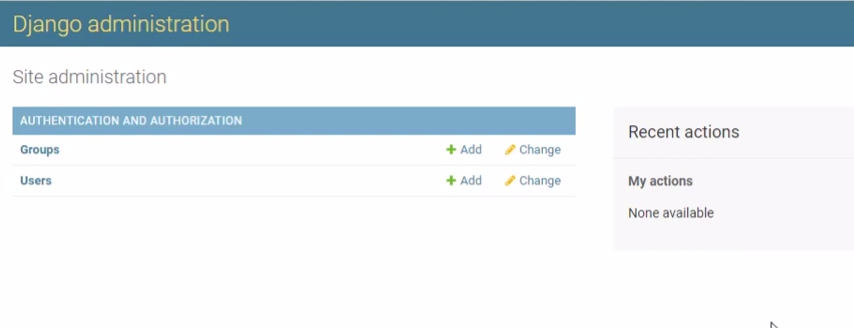 Django administration
Site administration
AUTHENTICATION AND AUTHORIZATION
Groups Add Change
Users Add Change
Recent actions
My actions
None available